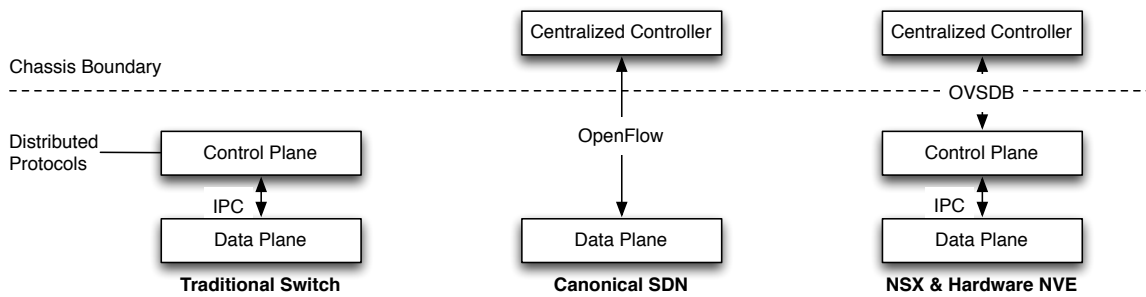 Centralized Controller
Centralized Controller
Chassis Boundary
OVSDB
Distributed
Protocols
Control Plane
OpenFlow
Control Plane
IPC
IPC
Data Plane
Data Plane
Data Plane
Traditional Switch
Canonical SDN
NSX & Hardware NVE